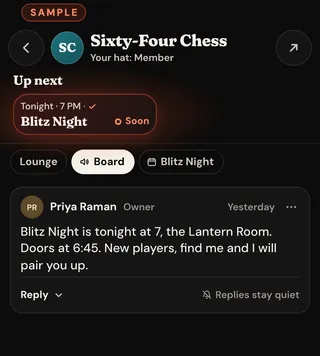 SAMPLE
SC
Sixty-Four Chess
Your hat: Member
Up next
Tonight · 7 PM · ✓
Blitz Night
Soon
Lounge
Board
Blitz Night
PR
Priya Raman Owner
Yesterday
Blitz Night is tonight at 7, the Lantern Room.
Doors at 6:45. New players, find me and I will
pair you up.
Reply
Replies stay quiet